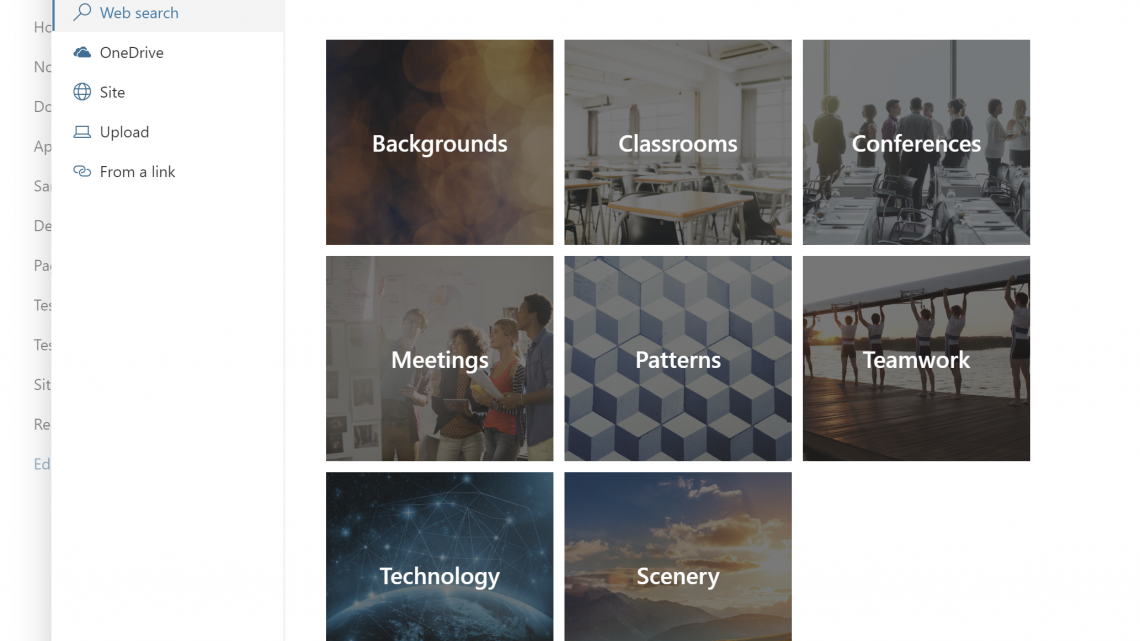 Web search
OneDrive
Site
Upload
From a link
Ho
No
Do
Ap
Sa
De
Pa
Tes
Tes
Sit
Re
Ed
Backgrounds
Classrooms
Conferences
Meetings
Patterns
Teamwork
Technology
Scenery